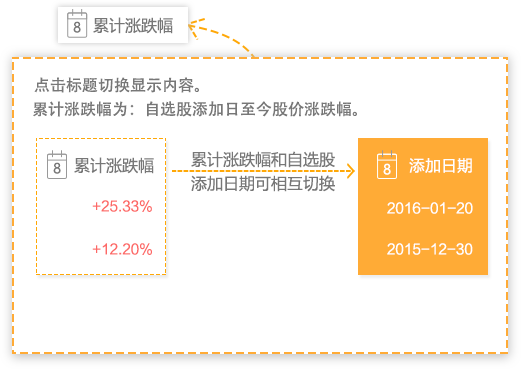 8 累计涨跌幅
点击标题切换显示内容。
累计涨跌幅为：自选股添加日至今股价涨跌幅。
8 累计涨跌幅
+25.33%
+12.20%
累计涨跌幅和自选股
添加日期可相互切换
8 添加日期
2016-01-20
2015-12-30